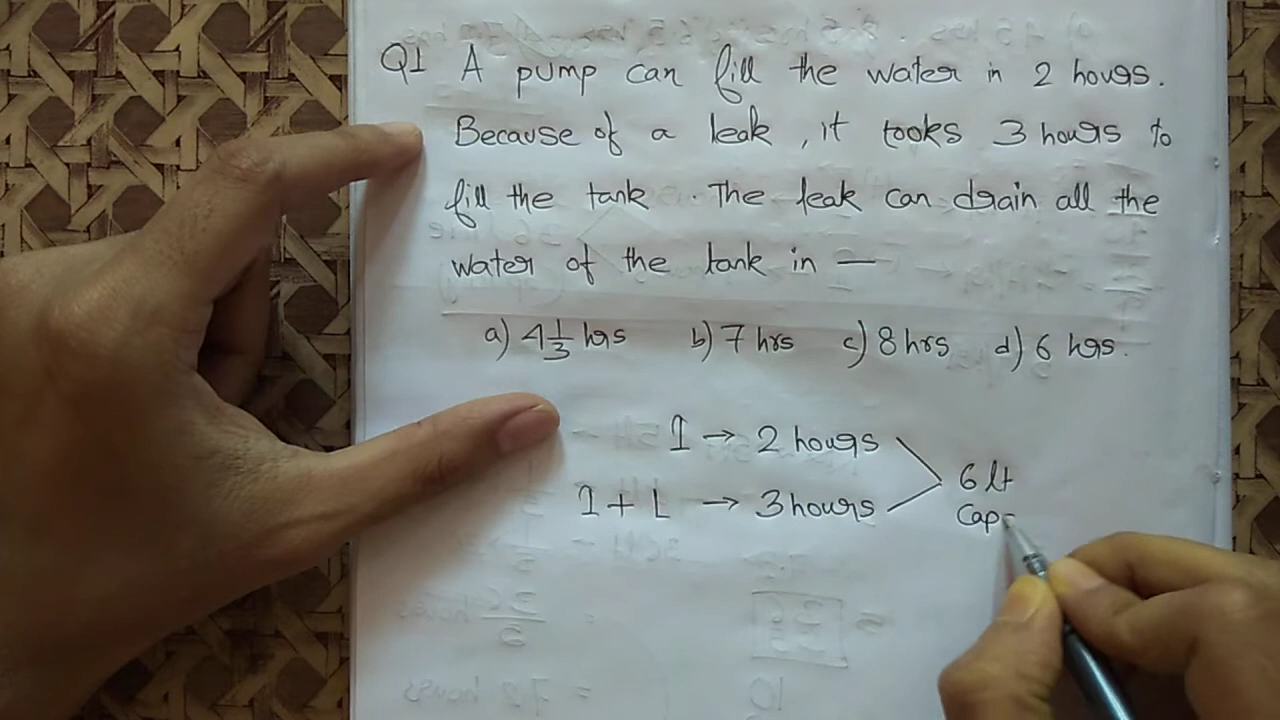 Q1 A pump can fill the water in 2 hours.
Because of a leak, it tooks 3 hours to
fill the tank. The leak can drain all the
water of the tank in —
a) 4 1/3 hrs b) 7 hrs c) 8 hrs d) 6 hrs.
I → 2 hours
6 lt
I + L → 3 hours
Cap